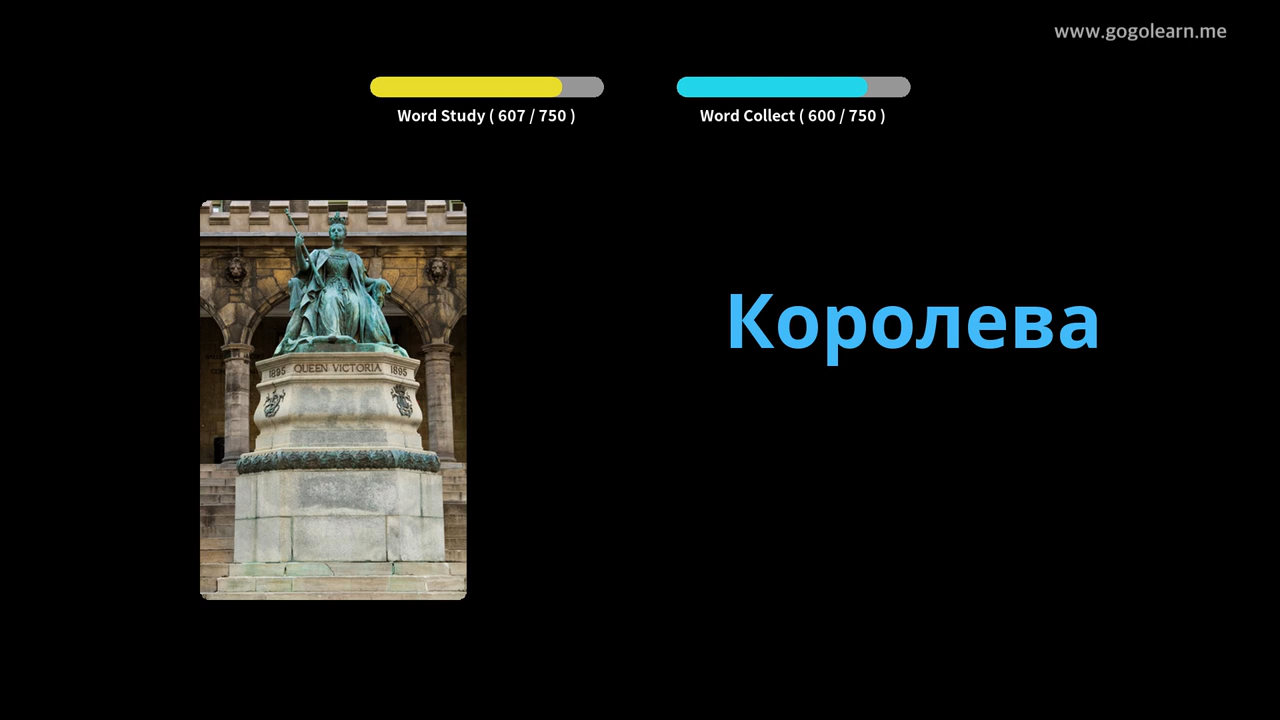 www.gogolearn.me
Word Study ( 607 / 750 )
Word Collect ( 600 / 750 )
Королева
1895 QUEEN VICTORIA 1895